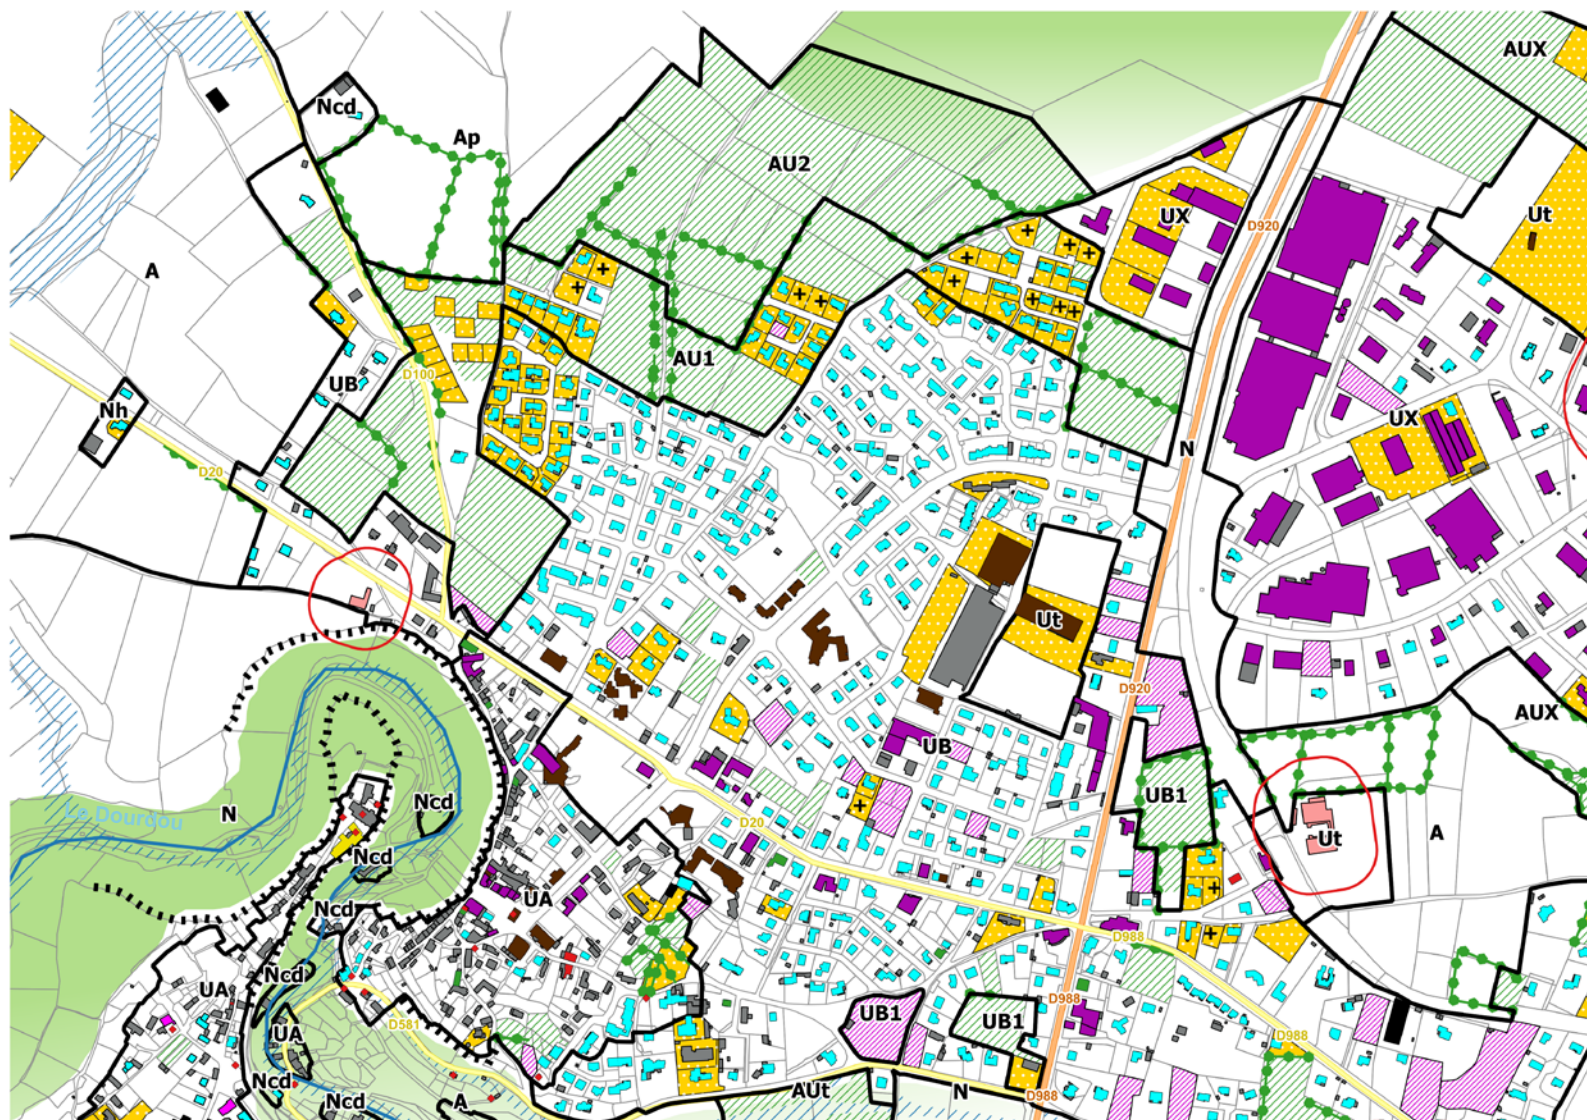 AUX
Ncd
Ap
AU2
Ut
UX
D920
A
AU1
D100
UB
Nh
UX
N
D20
Ut
D920
AUX
UB
UB1
Ncd
N
Le Dourdou
D20
Ut
A
Ncd
UA
Ncd
D988
Ncd
UA
D988
UB1
UB1
D581
UA
D988
Ncd
AUt
N
D988
Ncd
A